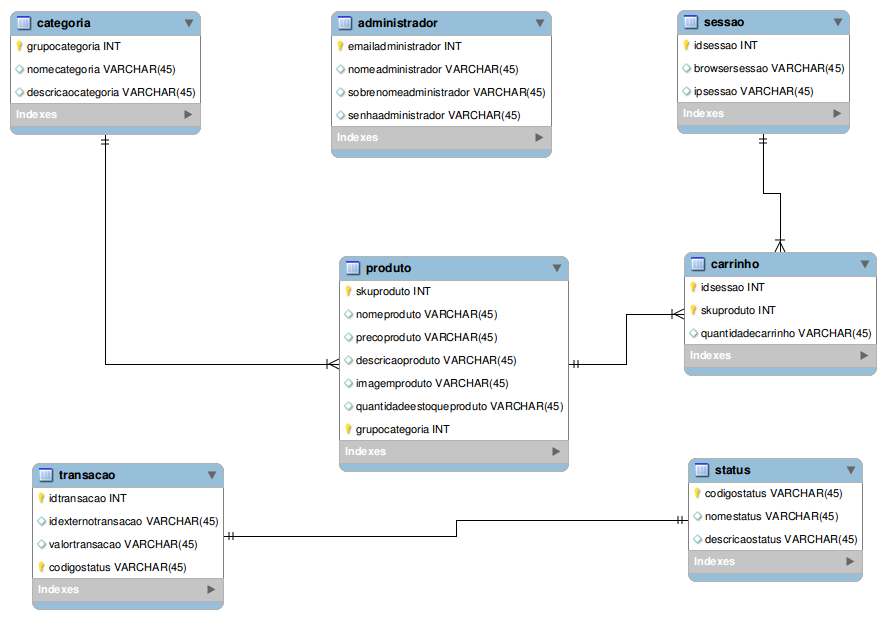 categoria
grupocategoria INT
nomecategoria VARCHAR(45)
descricaocategoria VARCHAR(45)
Indexes
administrador
emailadministrador INT
nomeadministrador VARCHAR(45)
sobrenomeadministrador VARCHAR(45)
senhaadministrador VARCHAR(45)
Indexes
sessao
idsessao INT
browsersessao VARCHAR(45)
ipsessao VARCHAR(45)
Indexes
produto
skuproduto INT
nomeproduto VARCHAR(45)
precoproduto VARCHAR(45)
descricaoproduto VARCHAR(45)
imagemproduto VARCHAR(45)
quantidadeestoqueproduto VARCHAR(45)
grupocategoria INT
Indexes
carrinho
idsessao INT
skuproduto INT
quantidadecarrinho VARCHAR(45)
Indexes
transacao
idtransacao INT
idexternotransacao VARCHAR(45)
valortransacao VARCHAR(45)
codigostatus VARCHAR(45)
Indexes
status
codigostatus VARCHAR(45)
nomestatus VARCHAR(45)
descricaostatus VARCHAR(45)
Indexes